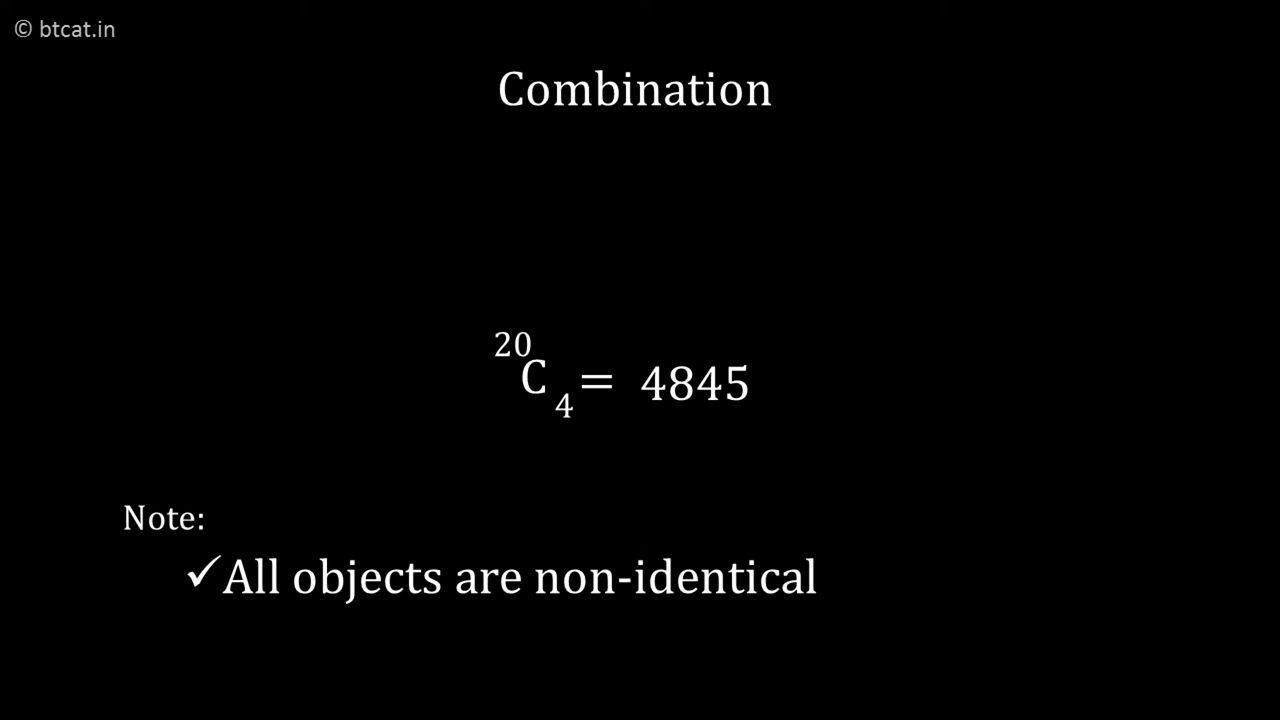 © btcat.in
Combination
²⁰C₄ = 4845
Note:
✓All objects are non-identical